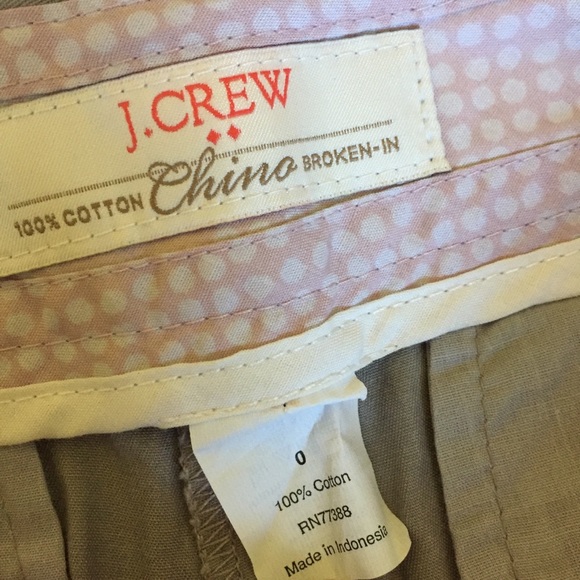 J.CREW
100% COTTON Chino BROKEN-IN
0
100% Cotton
RN77388
Made in Indonesia